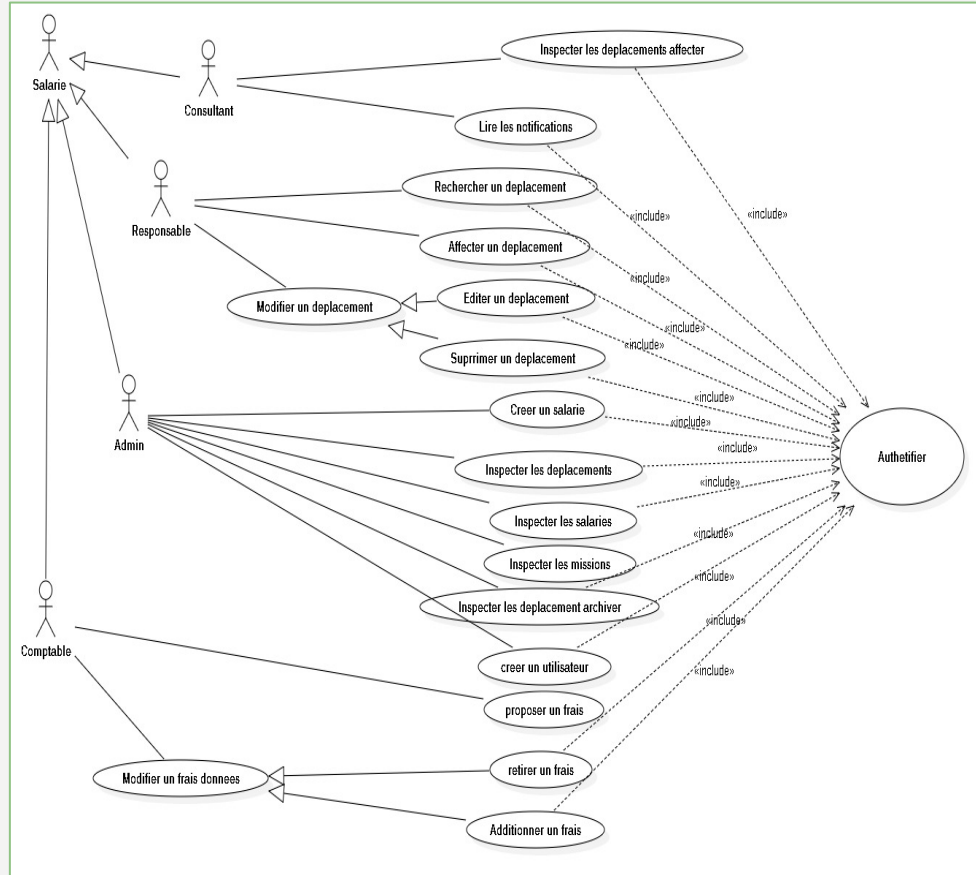 Salarie
Consultant
Inspecter les deplacements affecter
Lire les notifications
Rechercher un deplacement
Responsable
«include»
«include»
Affecter un deplacement
«include»
Modifier un deplacement
Editer un deplacement
«include»
«include»
Suprrimer un deplacement
«include»
Admin
Creer un salarie
«include»
«include»
Authetifier
Inspecter les deplacements
«include»
Inspecter les salaries
«include»
Inspecter les missions
«include»
Inspecter les deplacement archiver
«include»
Comptable
creer un utilisateur
«include»
proposer un frais
Modifier un frais donnees
retirer un frais
Additionner un frais